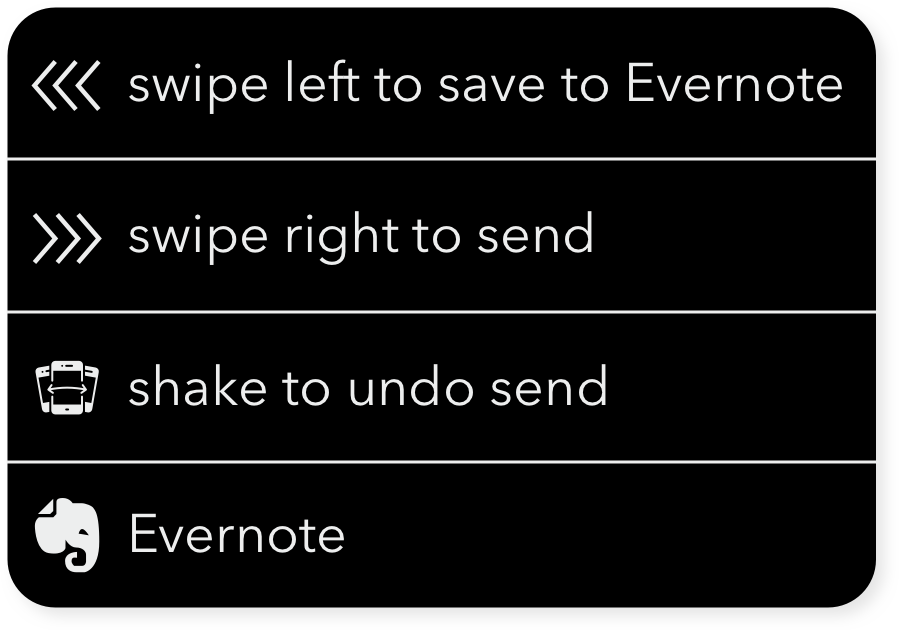 swipe left to save to Evernote
swipe right to send
shake to undo send
Evernote